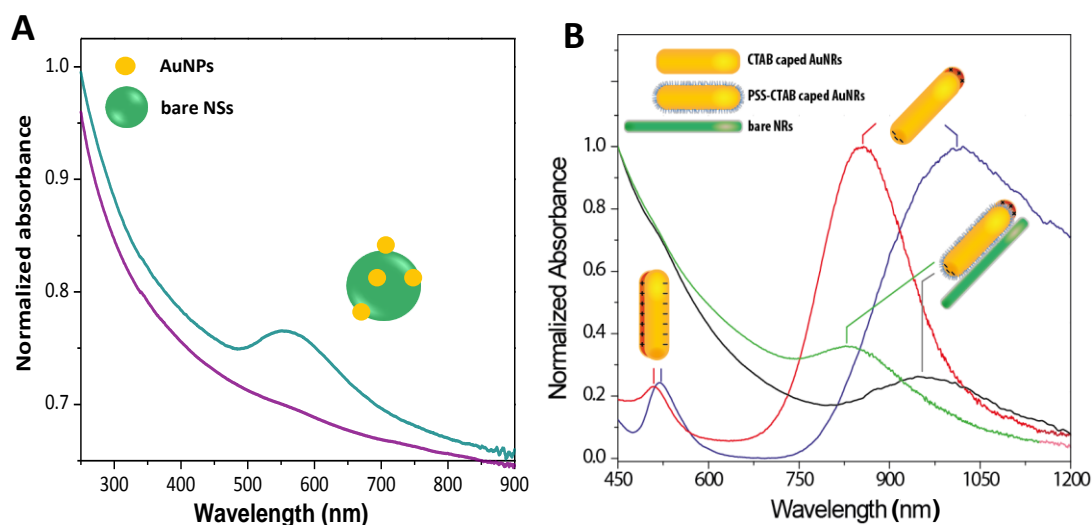 A
AuNPs
bare NSs
1.0
0.9
0.8
0.7
Normalized absorbance
300 400 500 600 700 800 900
Wavelength (nm)
B
CTAB caped AuNRs
PSS-CTAB caped AuNRs
bare NRs
1.0
0.8
0.6
0.4
0.2
0.0
Normalized Absorbance
450 600 750 900 1050 1200
Wavelength (nm)